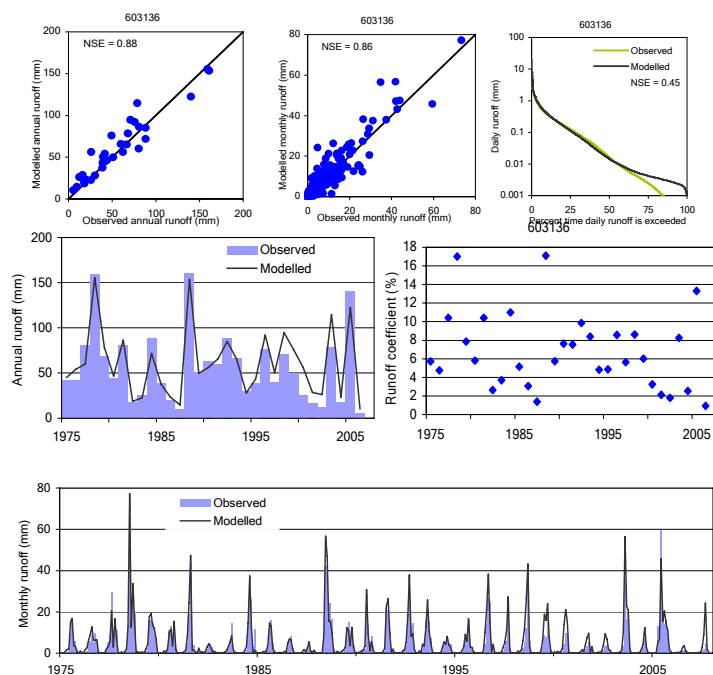 603136
NSE = 0.88
Modelled annual runoff (mm)
200
150
100
50
0
0 50 100 150 200
Observed annual runoff (mm)
603136
NSE = 0.86
Modelled monthly runoff (mm)
80
60
40
20
0
0 20 40 60 80
Observed monthly runoff (mm)
603136
Observed
Modelled
NSE = 0.45
Daily runoff (mm)
100
10
1
0.1
0.01
0.001
0 25 50 75 100
Percent time daily runoff is exceeded
Annual runoff (mm)
200
150
100
50
0
Observed
Modelled
1975 1985 1995 2005
603136
Runoff coefficient (%)
18
16
14
12
10
8
6
4
2
0
1975 1985 1995 2005
Monthly runoff (mm)
80
60
40
20
0
Observed
Modelled
1975 1985 1995 2005